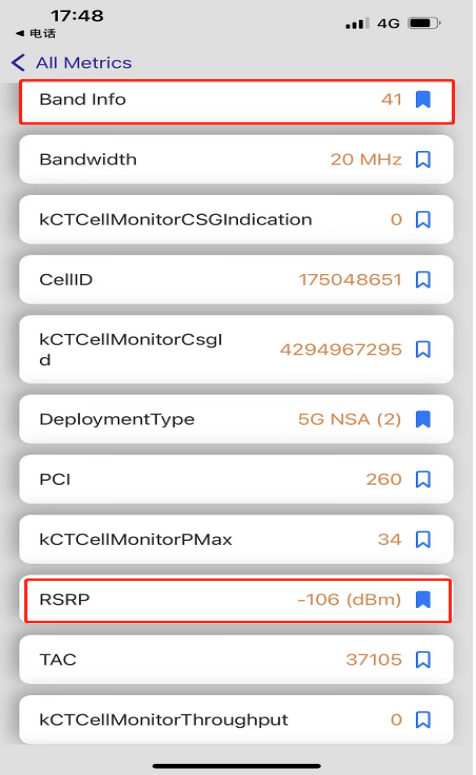 17:48
4G
◀ 电话
All Metrics
Band Info 41
Bandwidth 20 MHz
kCTCellMonitorCSGIndication 0
CellID 175048651
kCTCellMonitorCsgI
d 4294967295
DeploymentType 5G NSA (2)
PCI 260
kCTCellMonitorPMax 34
RSRP -106 (dBm)
TAC 37105
kCTCellMonitorThroughput 0